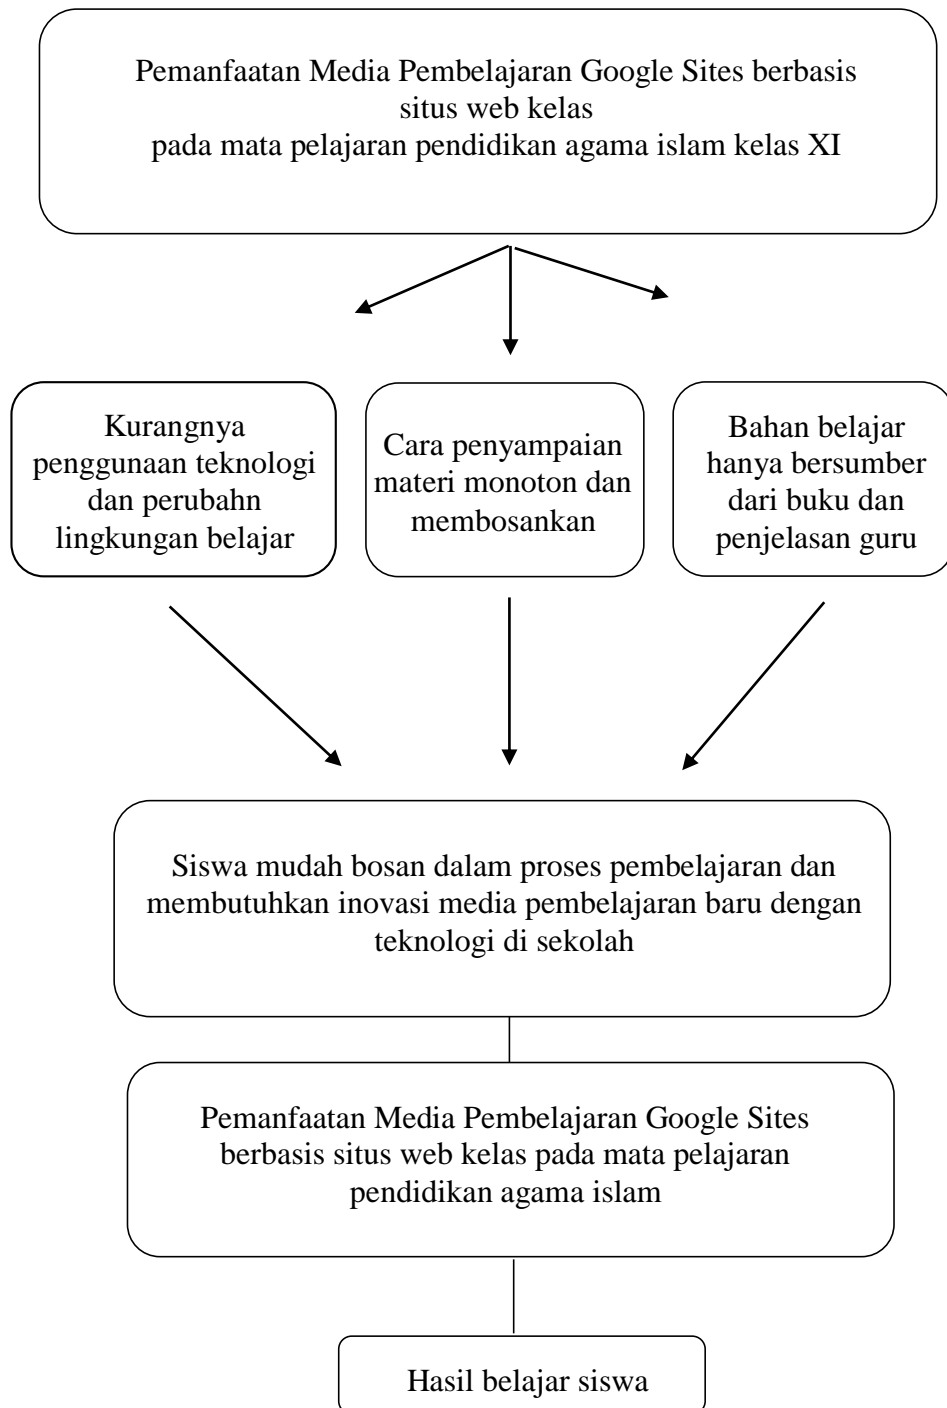 Pemanfaatan Media Pembelajaran Google Sites berbasis
situs web kelas
pada mata pelajaran pendidikan agama islam kelas XI
Kurangnya
penggunaan teknologi
dan perubahn
lingkungan belajar
Cara penyampaian
materi monoton dan
membosankan
Bahan belajar
hanya bersumber
dari buku dan
penjelasan guru
Siswa mudah bosan dalam proses pembelajaran dan
membutuhkan inovasi media pembelajaran baru dengan
teknologi di sekolah
Pemanfaatan Media Pembelajaran Google Sites
berbasis situs web kelas pada mata pelajaran
pendidikan agama islam
Hasil belajar siswa